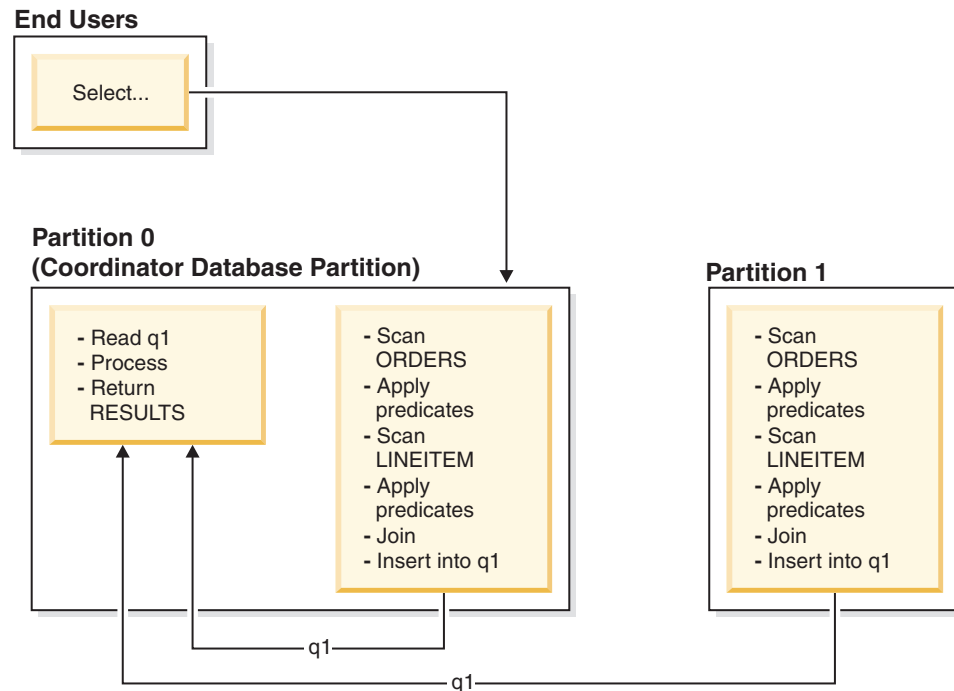 End Users
Select...
Partition 0
(Coordinator Database Partition)
- Read q1
- Process
- Return
RESULTS
- Scan
ORDERS
- Apply
predicates
- Scan
LINEITEM
- Apply
predicates
- Join
- Insert into q1
Partition 1
- Scan
ORDERS
- Apply
predicates
- Scan
LINEITEM
- Apply
predicates
- Join
- Insert into q1
q1
q1